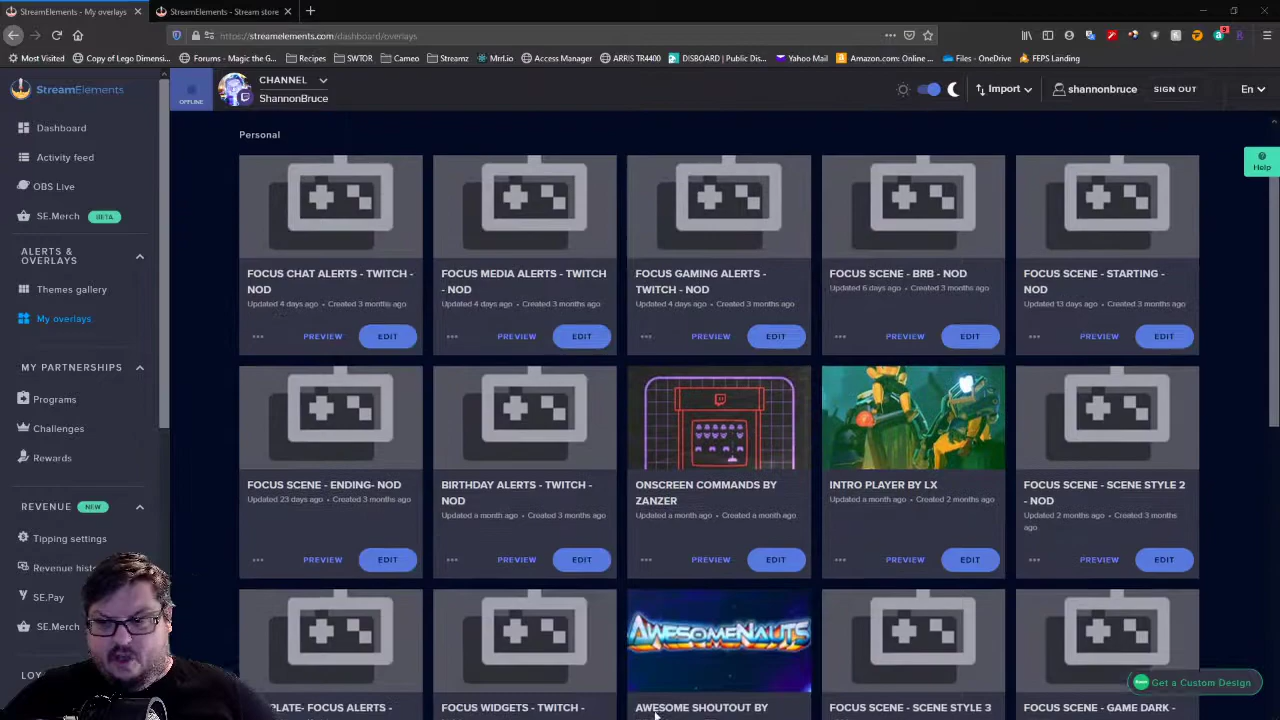 StreamElements - My overlays
StreamElements - Stream store
https://streamelements.com/dashboard/overlays
Most Visited
Copy of Lego Dimensi...
Forums - Magic the G...
SWTOR
Cameo
Streamz
Mrl.io
Access Manager
ARRIS TR4400
DISBOARD | Public Dis...
Yahoo Mail
Amazon.com: Online ...
Files - OneDrive
FEPS Landing
StreamElements
OFFLINE
CHANNEL
ShannonBruce
Import
shannonbruce
SIGN OUT
En
Help
Dashboard
Activity feed
OBS Live
SE.Merch BETA
ALERTS &
OVERLAYS
Themes gallery
My overlays
MY PARTNERSHIPS
Programs
Challenges
Rewards
REVENUE NEW
Tipping settings
Revenue hist
SE.Pay
SE.Merch
LO
Personal
FOCUS CHAT ALERTS - TWITCH -
NOD
Updated 4 days ago • Created 3 months ago
PREVIEW EDIT
FOCUS MEDIA ALERTS - TWITCH
- NOD
Updated 4 days ago • Created 3 months ago
PREVIEW EDIT
FOCUS GAMING ALERTS -
TWITCH - NOD
Updated 4 days ago • Created 3 months ago
PREVIEW EDIT
FOCUS SCENE - BRB - NOD
Updated 6 days ago • Created 3 months ago
PREVIEW EDIT
FOCUS SCENE - STARTING -
NOD
Updated 13 days ago • Created 3 months ago
PREVIEW EDIT
FOCUS SCENE - ENDING- NOD
Updated 23 days ago • Created 3 months ago
PREVIEW EDIT
BIRTHDAY ALERTS - TWITCH -
NOD
Updated a month ago • Created 3 months ago
PREVIEW EDIT
ONSCREEN COMMANDS BY
ZANZER
Updated a month ago • Created a month ago
PREVIEW EDIT
INTRO PLAYER BY LX
Updated a month ago • Created 2 months ago
PREVIEW EDIT
FOCUS SCENE - SCENE STYLE 2
- NOD
Updated 2 months ago • Created 3 months
ago
PREVIEW EDIT
PLATE- FOCUS ALERTS -
FOCUS WIDGETS - TWITCH -
AWESOMENAUTS
AWESOME SHOUTOUT BY
FOCUS SCENE - SCENE STYLE 3
FOCUS SCENE - GAME DARK -
Get a Custom Design